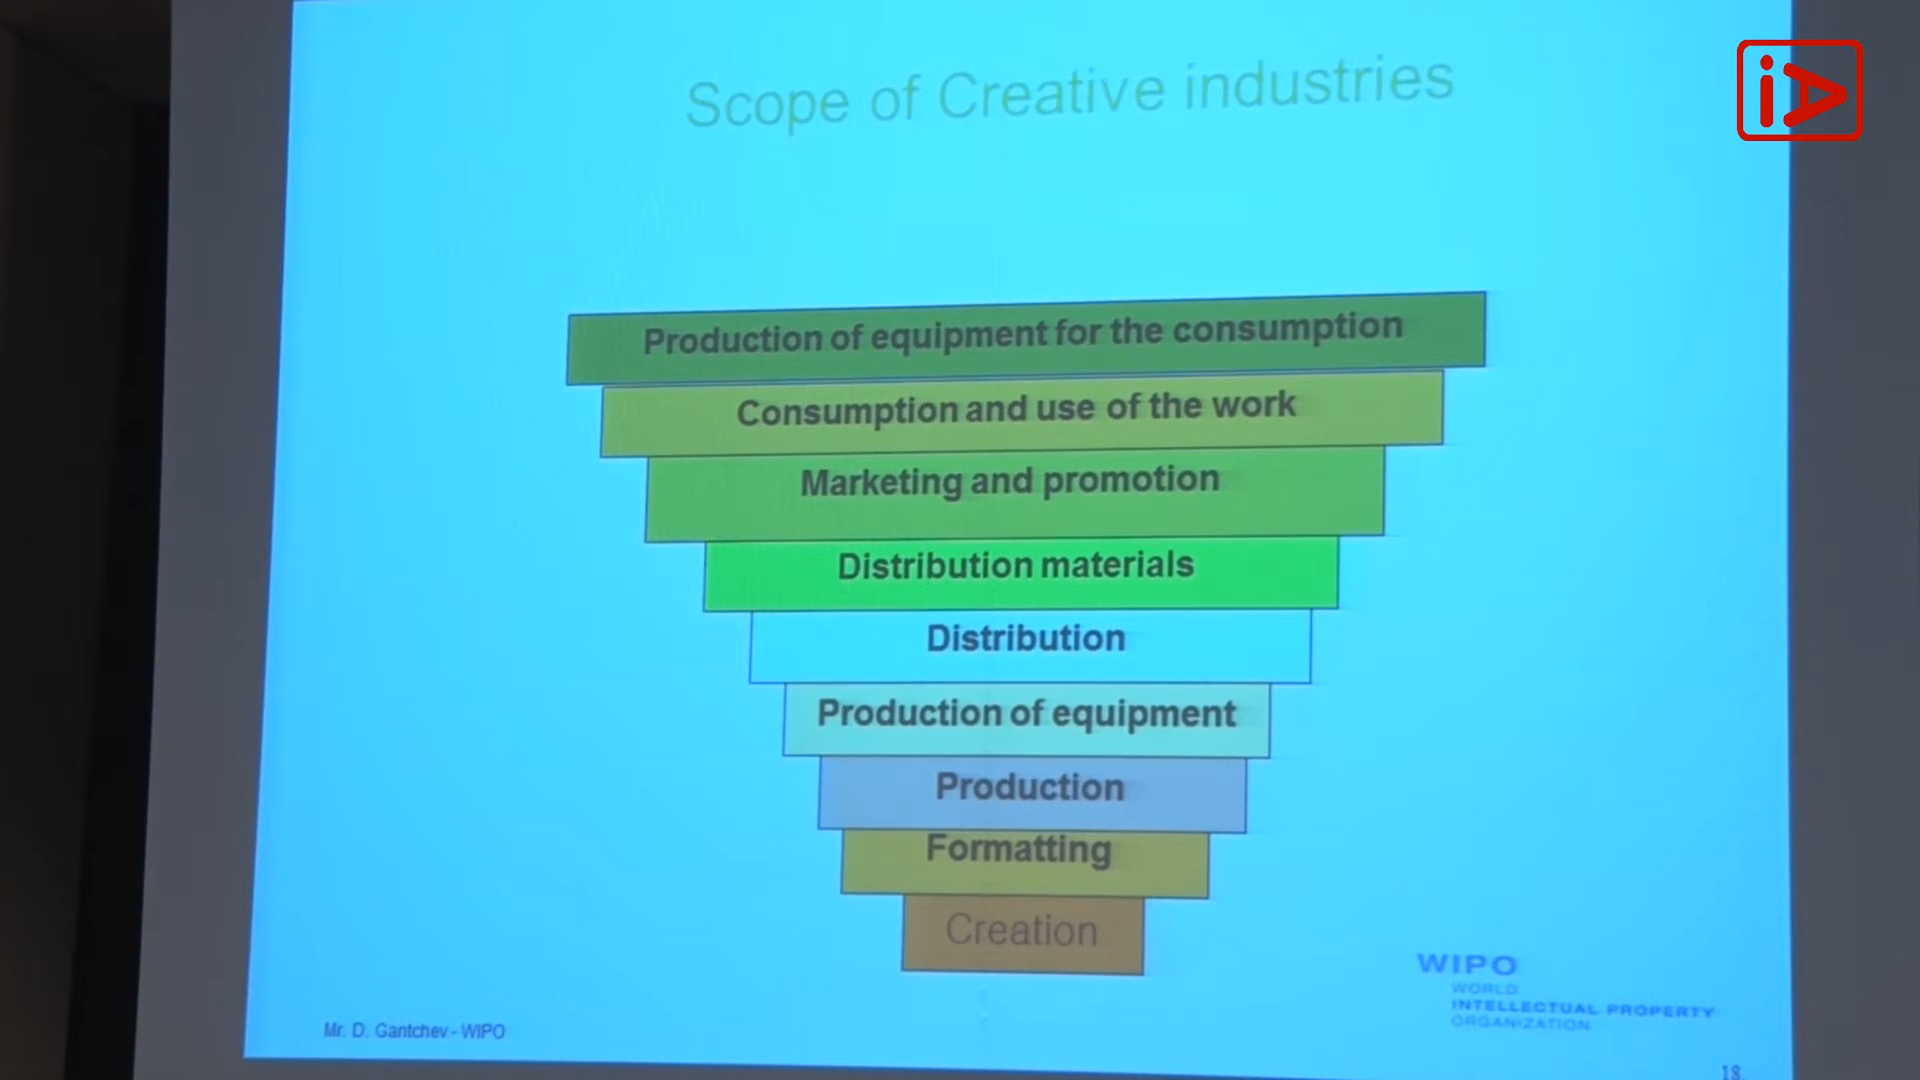 Scope of Creative industries
Production of equipment for the consumption
Consumption and use of the work
Marketing and promotion
Distribution materials
Distribution
Production of equipment
Production
Formatting
Creation
WIPO
WORLD
INTELLECTUAL PROPERTY
ORGANIZATION
Mr. D. Gantchev - WIPO
18
iA